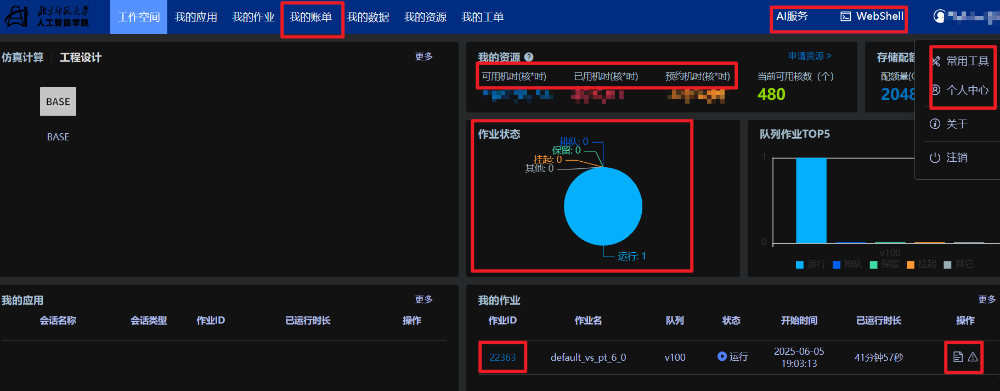 北京师范大学
人工智能学院
工作空间 我的应用 我的作业 我的账单 我的数据 我的资源 我的工单 AI服务 WebShell
仿真计算 工程设计 更多
BASE
BASE
我的资源 ? 申请资源 >
可用机时(核*时) 已用机时(核*时) 预约机时(核*时) 当前可用核数（个）
480
存储配额
配额量(
2048
常用工具
个人中心
关于
注销
作业状态
排队: 0
保留: 0
挂起: 0
其他: 0
运行: 1
队列作业TOP5
1
0
v100
运行 排队 保留 挂起 其它
我的应用 更多
会话名称 会话类型 作业ID 已运行时长 操作
我的作业 更多
作业ID 作业名 队列 状态 开始时间 已运行时长 操作
22363 default_vs_pt_6_0 v100 运行 2025-06-05 19:03:13 41分钟57秒